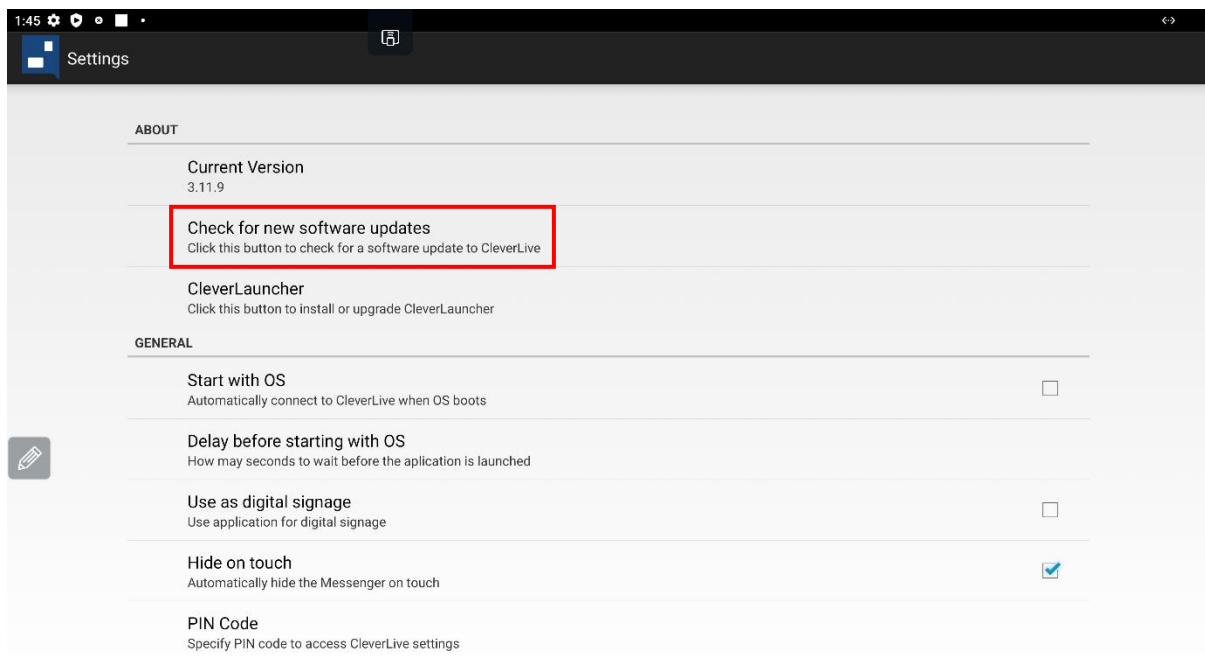 1:45
Settings
ABOUT
Current Version
3.11.9
Check for new software updates
Click this button to check for a software update to CleverLive
CleverLauncher
Click this button to install or upgrade CleverLauncher
GENERAL
Start with OS
Automatically connect to CleverLive when OS boots
Delay before starting with OS
How may seconds to wait before the aplication is launched
Use as digital signage
Use application for digital signage
Hide on touch
Automatically hide the Messenger on touch
PIN Code
Specify PIN code to access CleverLive settings